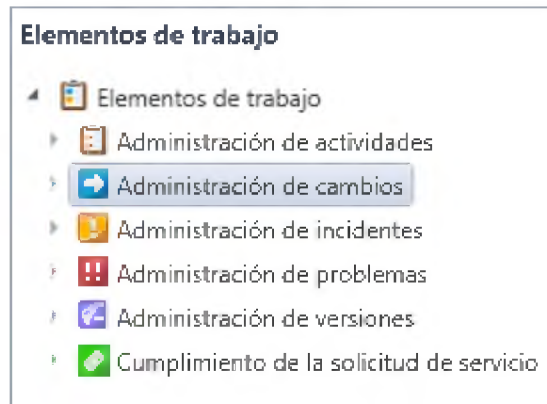 Elementos de trabajo
Elementos de trabajo
Administración de actividades
Administración de cambios
Administración de incidentes
Administración de problemas
Administración de versiones
Cumplimiento de la solicitud de servicio